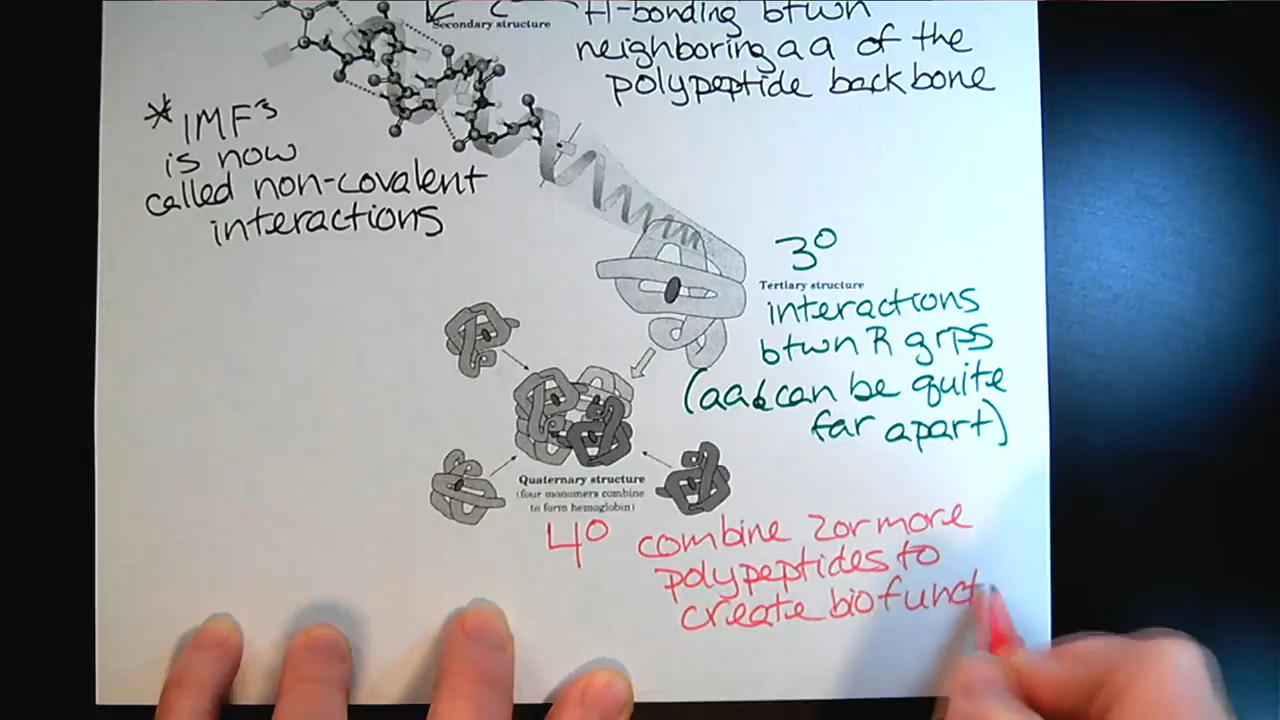 Secondary structure
H-bonding btwn
neighboring aa of the
polypeptide backbone
*IMF's
is now
called non-covalent
interactions
3°
Tertiary structure
interactions
btwn R grps
(aa can be quite
far apart)
Quaternary structure
(four monomers combine
to form hemoglobin)
4° combine 2 or more
polypeptides to
create biofunct